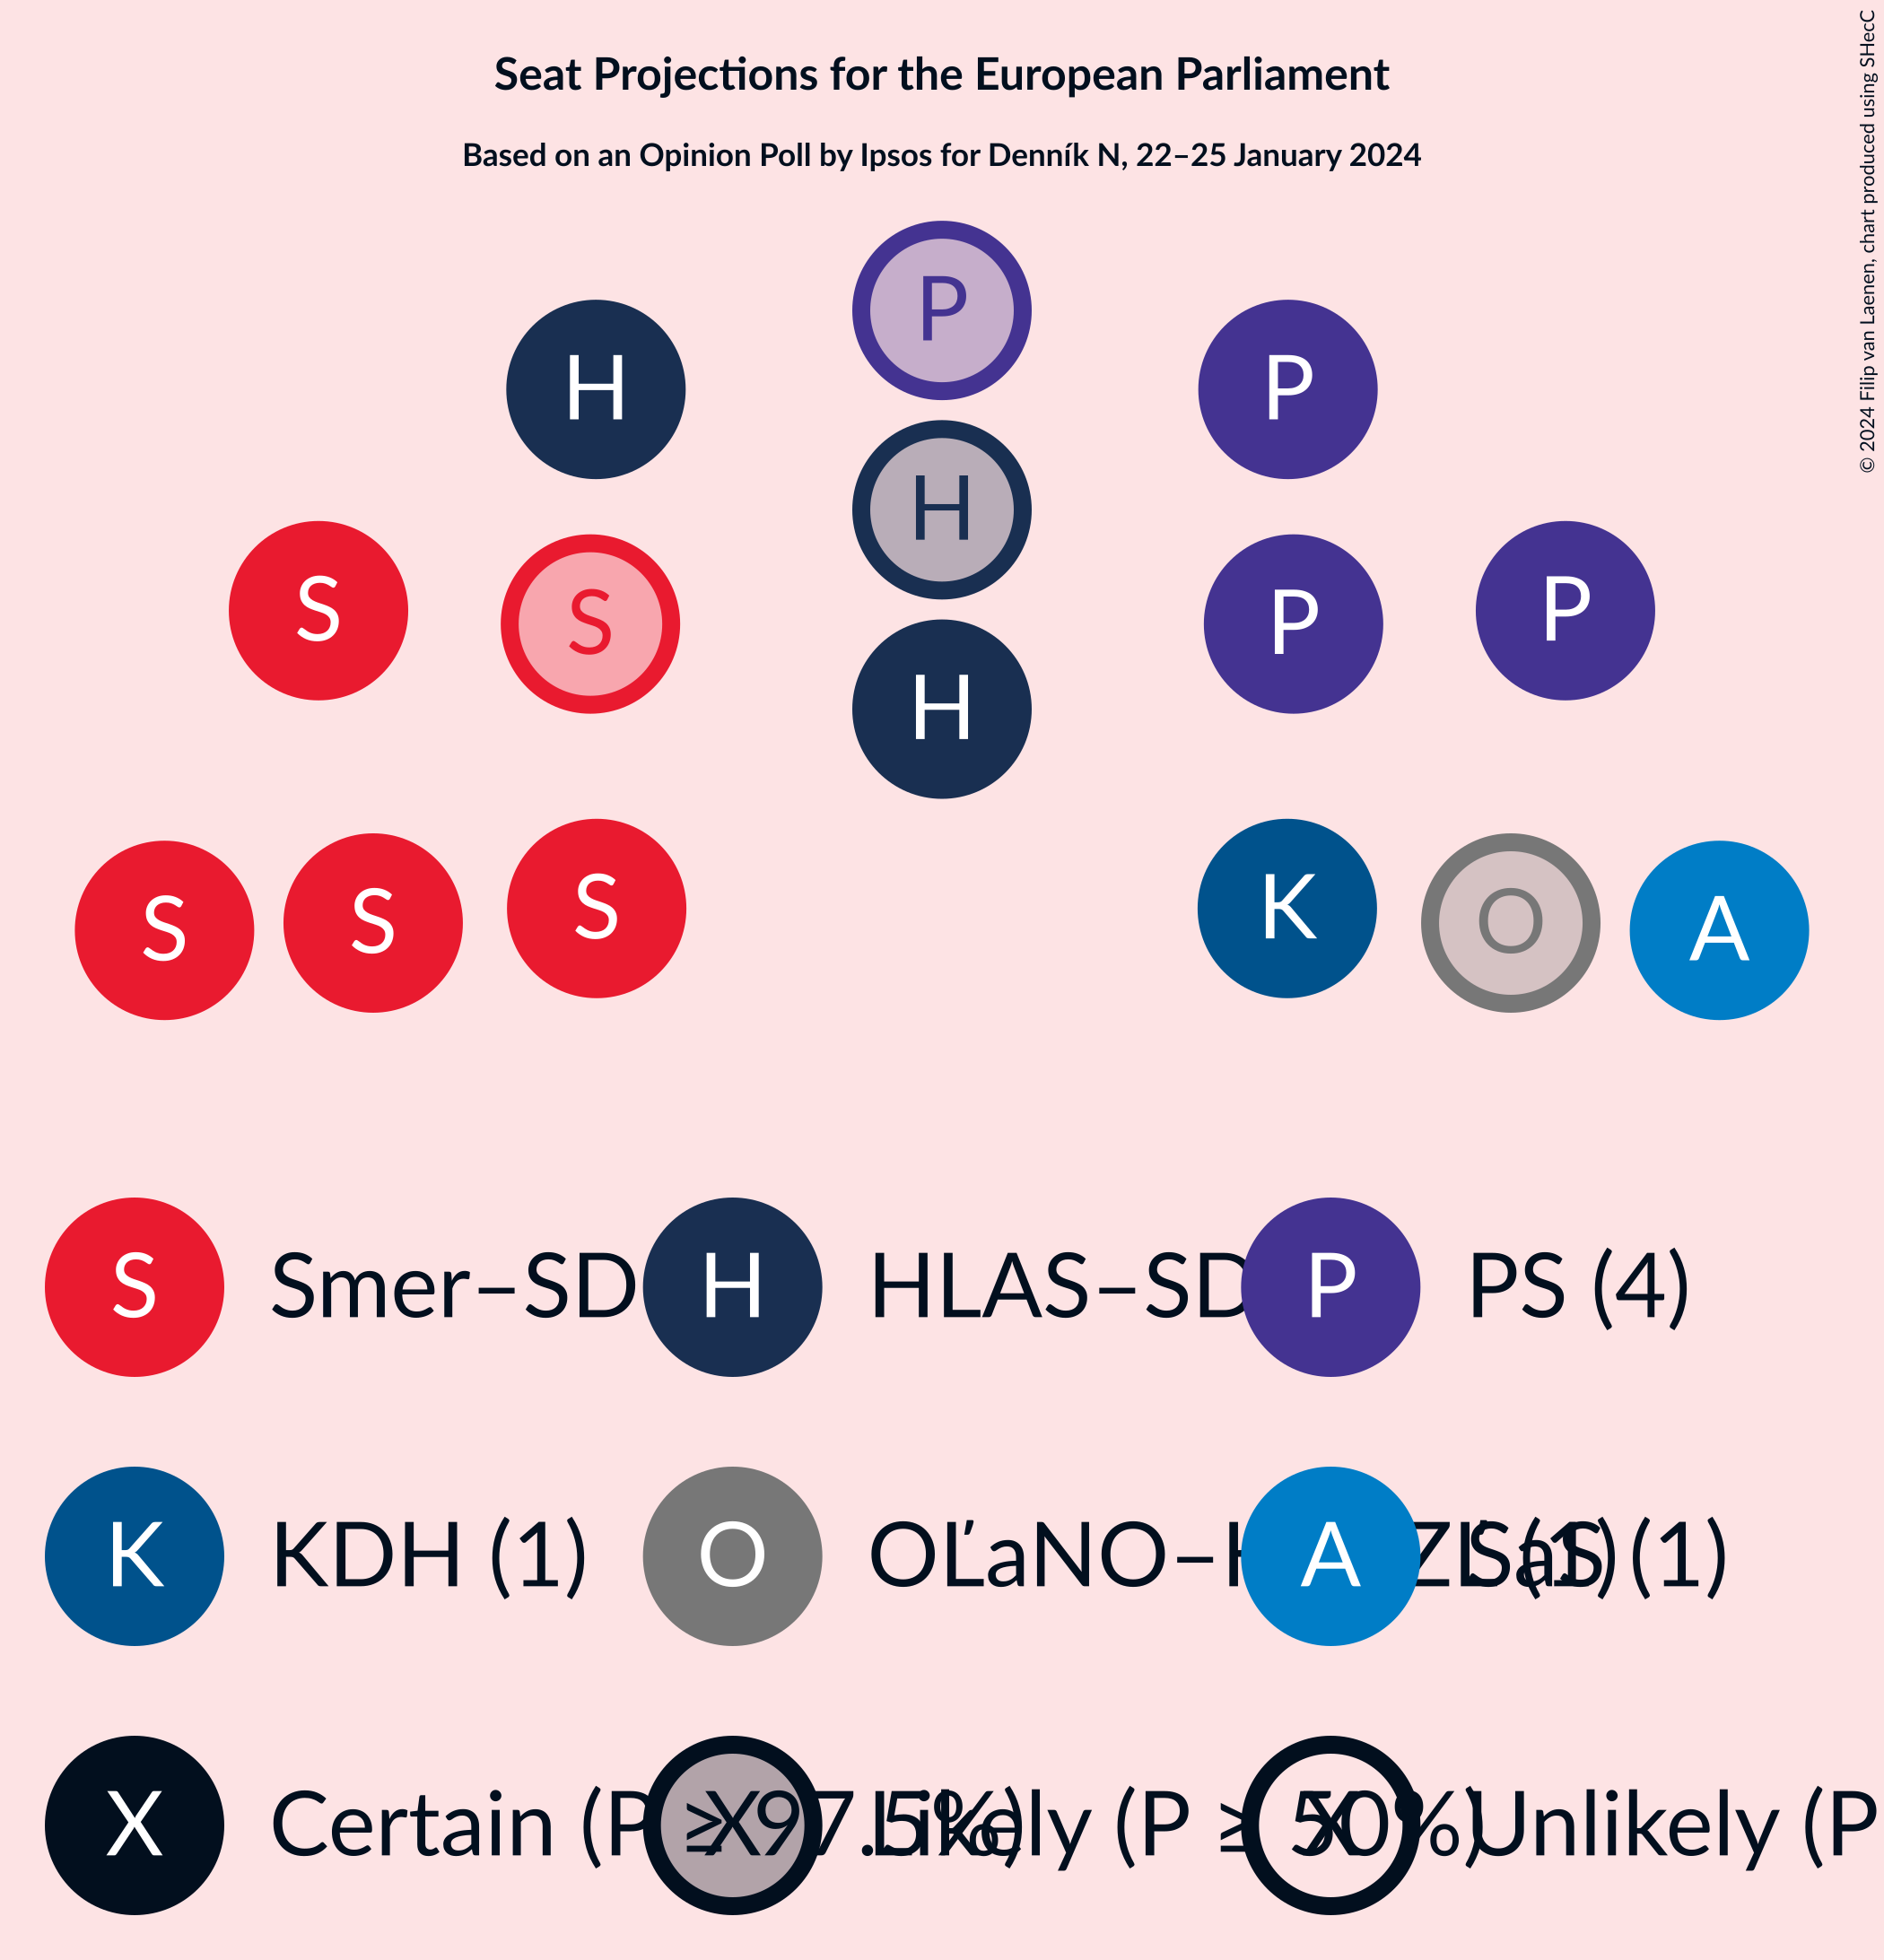 Seat Projections for the European Parliament
Based on an Opinion Poll by Ipsos for Denník N, 22–25 January 2024
© 2024 Filip van Laenen, chart produced using SHecC
P
H P
H
S S P P
H
S S S K O A
S Smer–SD H HLAS–SD P PS (4)
K KDH (1) O OĽaNO– A SaS (1)
X Certain (P ≥ 97.5%) X Likely (P ≥ 50%) X Unlikely (P